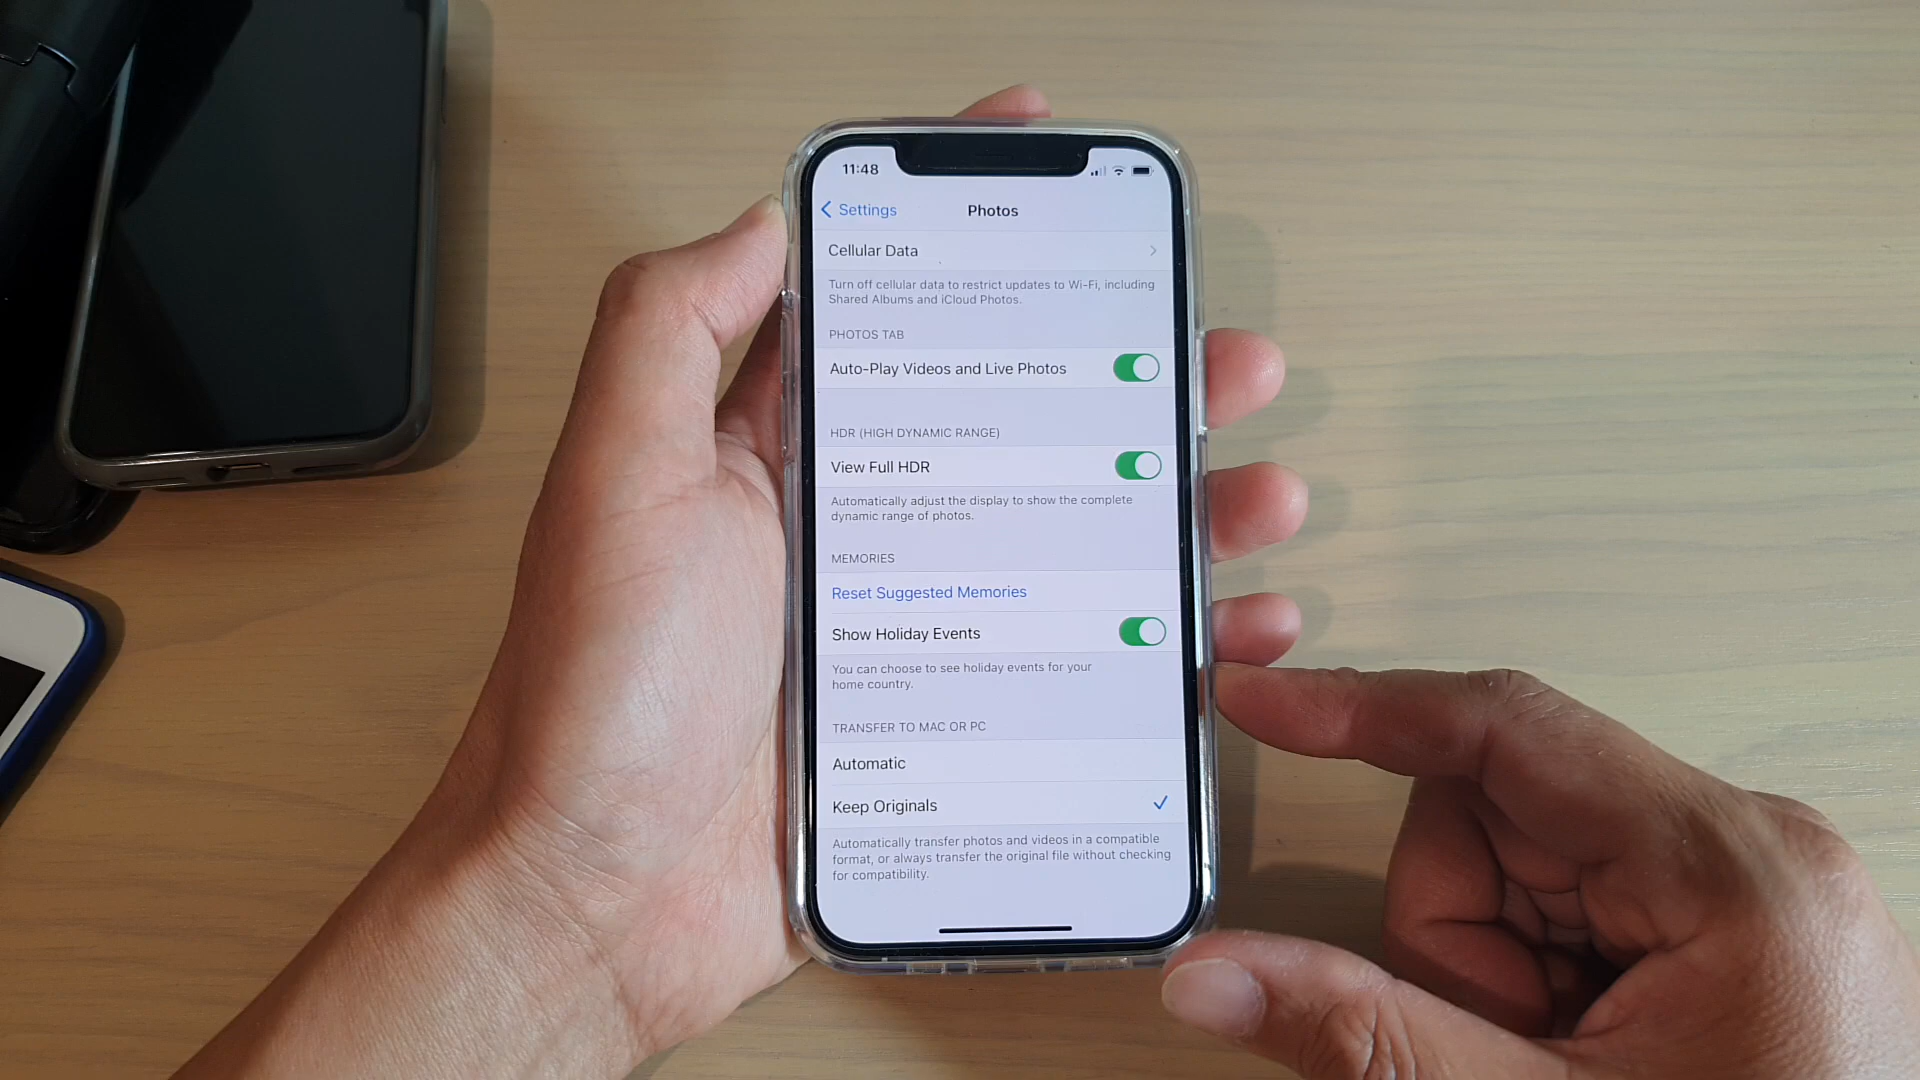 11:48
Settings
Photos
Cellular Data
Turn off cellular data to restrict updates to Wi-Fi, including
Shared Albums and iCloud Photos.
PHOTOS TAB
Auto-Play Videos and Live Photos
HDR (HIGH DYNAMIC RANGE)
View Full HDR
Automatically adjust the display to show the complete
dynamic range of photos.
MEMORIES
Reset Suggested Memories
Show Holiday Events
You can choose to see holiday events for your
home country.
TRANSFER TO MAC OR PC
Automatic
Keep Originals
Automatically transfer photos and videos in a compatible
format, or always transfer the original file without checking
for compatibility.